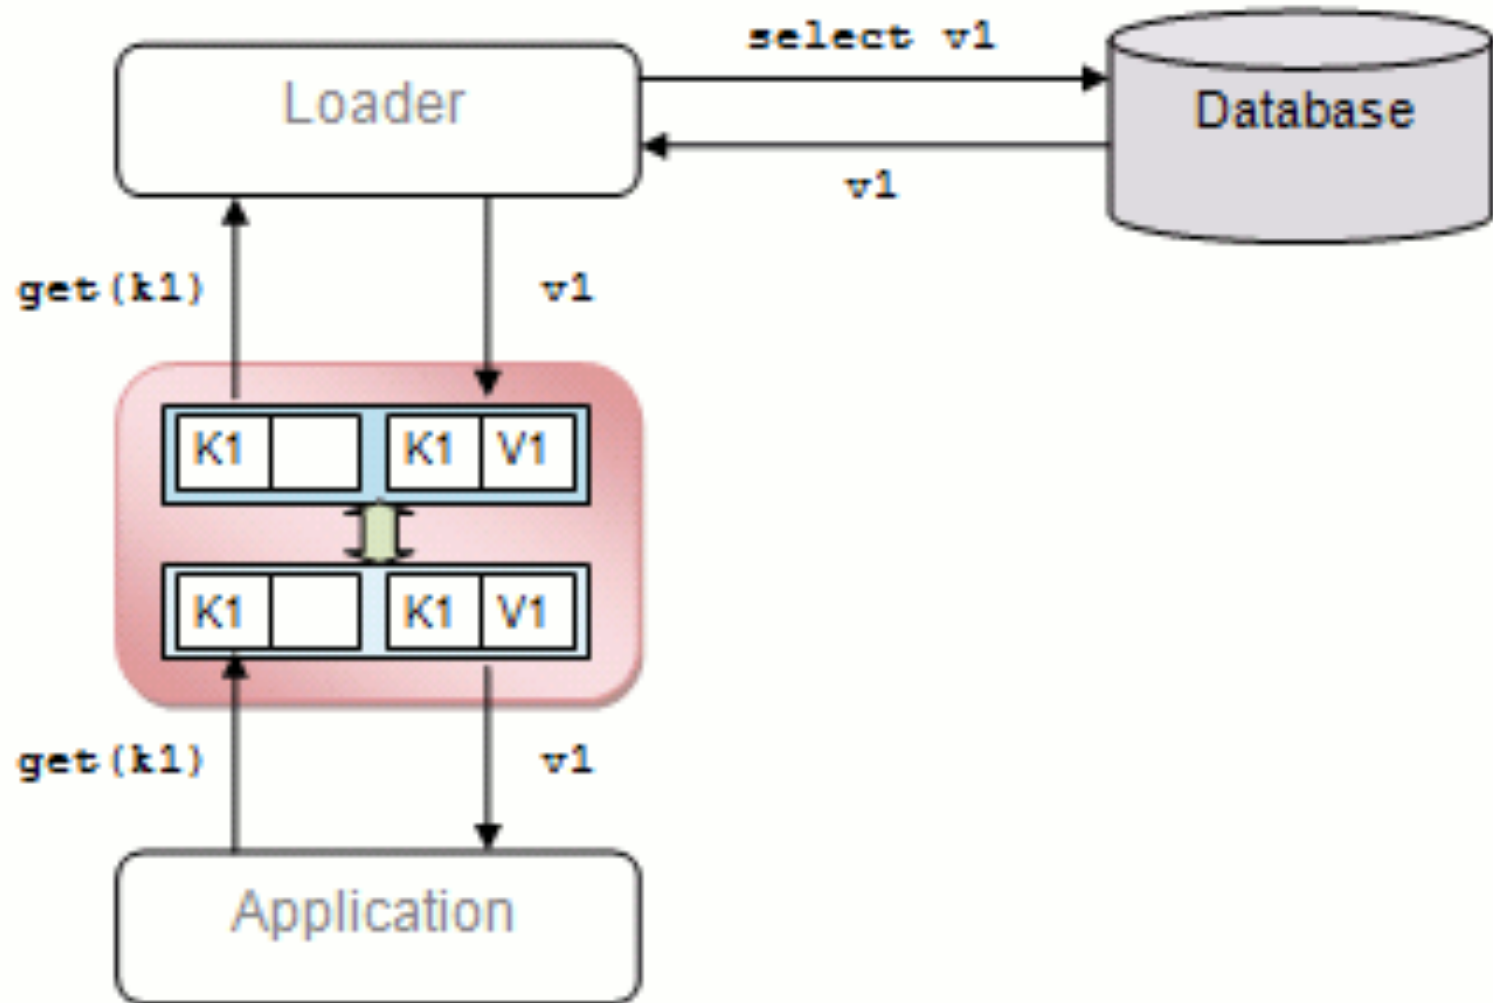 select v1
Loader
Database
v1
get(k1)
v1
K1 K1 V1
K1 K1 V1
get(k1)
v1
Application